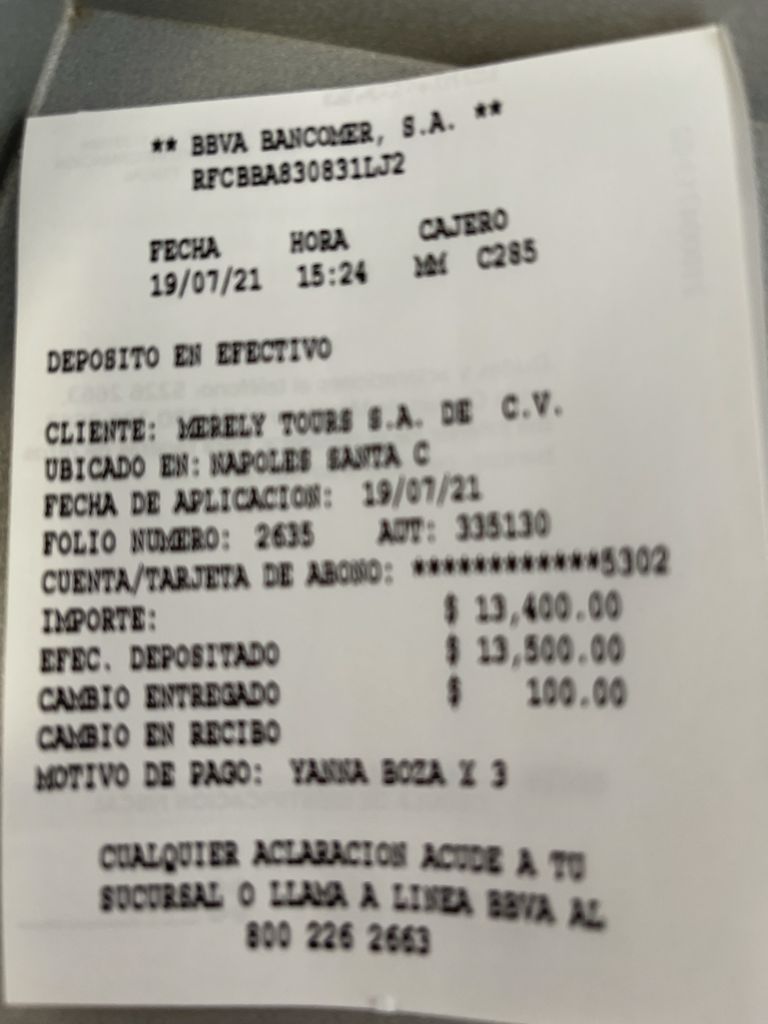 ** BBVA BANCOMER, S.A. **
RFCBBA830831LJ2
FECHA HORA CAJERO
19/07/21 15:24 MM C285
DEPOSITO EN EFECTIVO
CLIENTE: MERELY TOURS S.A. DE C.V.
UBICADO EN: NAPOLES SANTA C
FECHA DE APLICACION: 19/07/21
FOLIO NUMERO: 2635 AUT: 335130
CUENTA/TARJETA DE ABONO: ************5302
IMPORTE: $ 13,400.00
EFEC. DEPOSITADO $ 13,500.00
CAMBIO ENTREGADO $ 100.00
CAMBIO EN RECIBO
MOTIVO DE PAGO: YANNA BOZA X 3
CUALQUIER ACLARACION ACUDE A TU
SUCURSAL O LLAMA A LINEA BBVA AL
800 226 2663